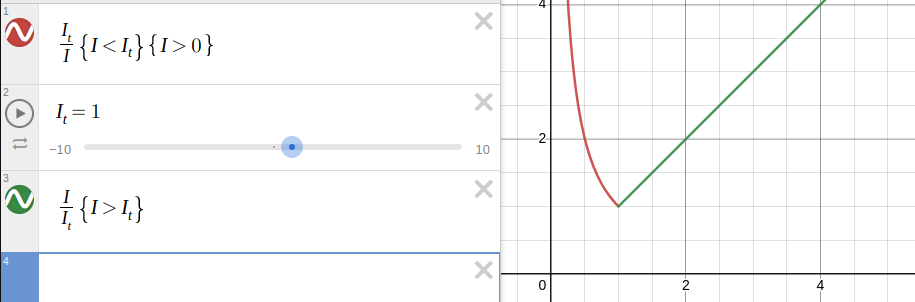 1
I_t/I {I < I_t} {I > 0}
2
I_t = 1
−10 10
3
I/I_t {I > I_t}
4
4
2
0 2 4